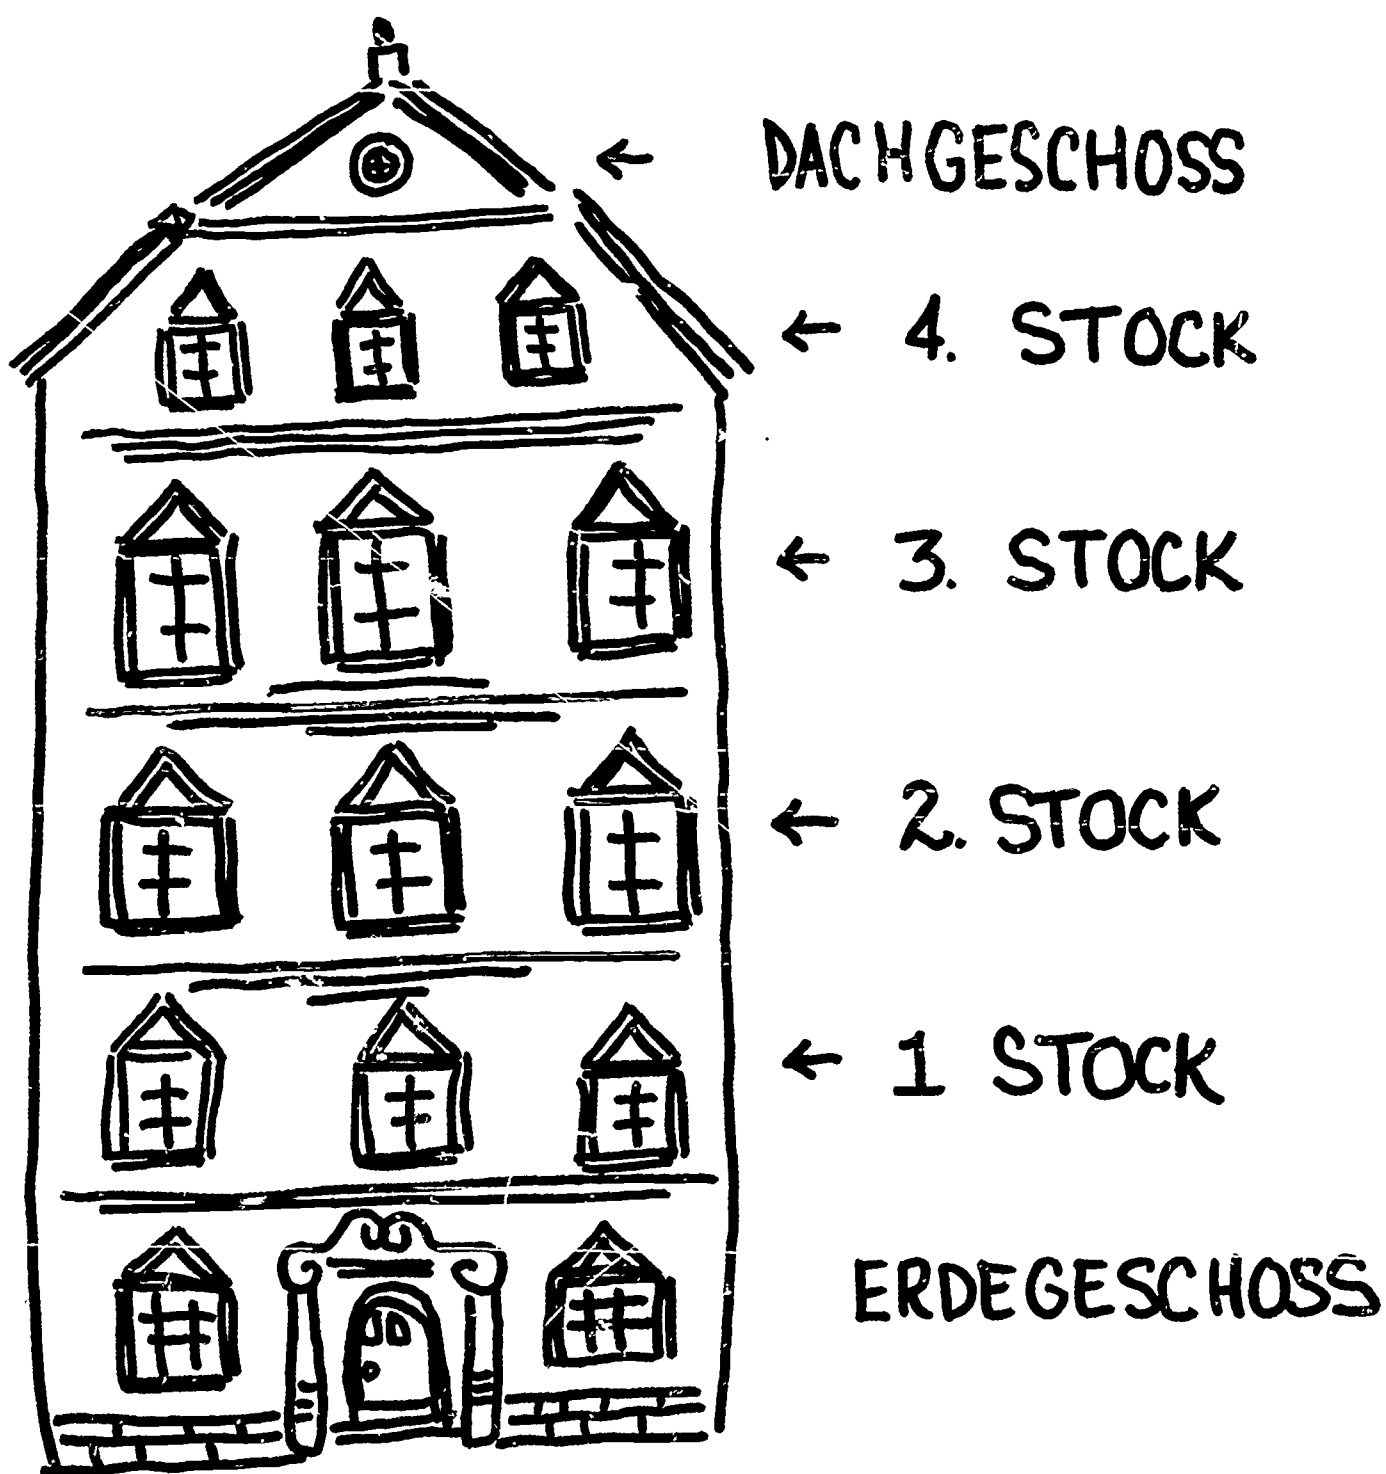 DACHGESCHOSS
4. STOCK
3. STOCK
2. STOCK
1 STOCK
ERDEGESCHOSS